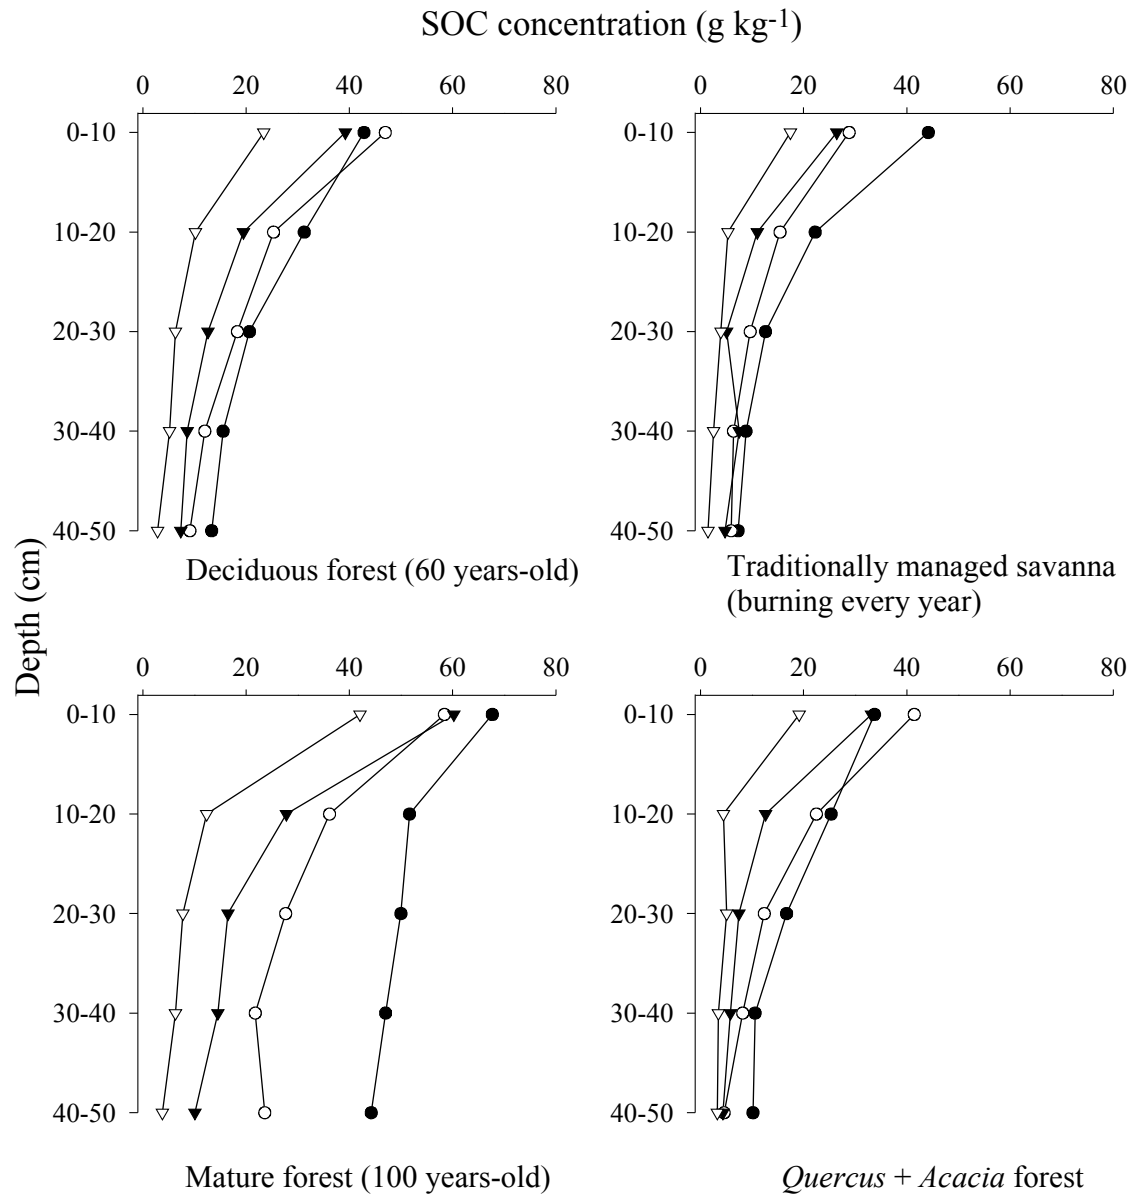 SOC concentration (g kg-1)
0 20 40 60 80
0 20 40 60 80
0-10
10-20
20-30
30-40
40-50
0-10
10-20
20-30
30-40
40-50
Deciduous forest (60 years-old)
Traditionally managed savanna
(burning every year)
Depth (cm)
0 20 40 60 80
0 20 40 60 80
0-10
10-20
20-30
30-40
40-50
0-10
10-20
20-30
30-40
40-50
Mature forest (100 years-old)
Quercus + Acacia forest